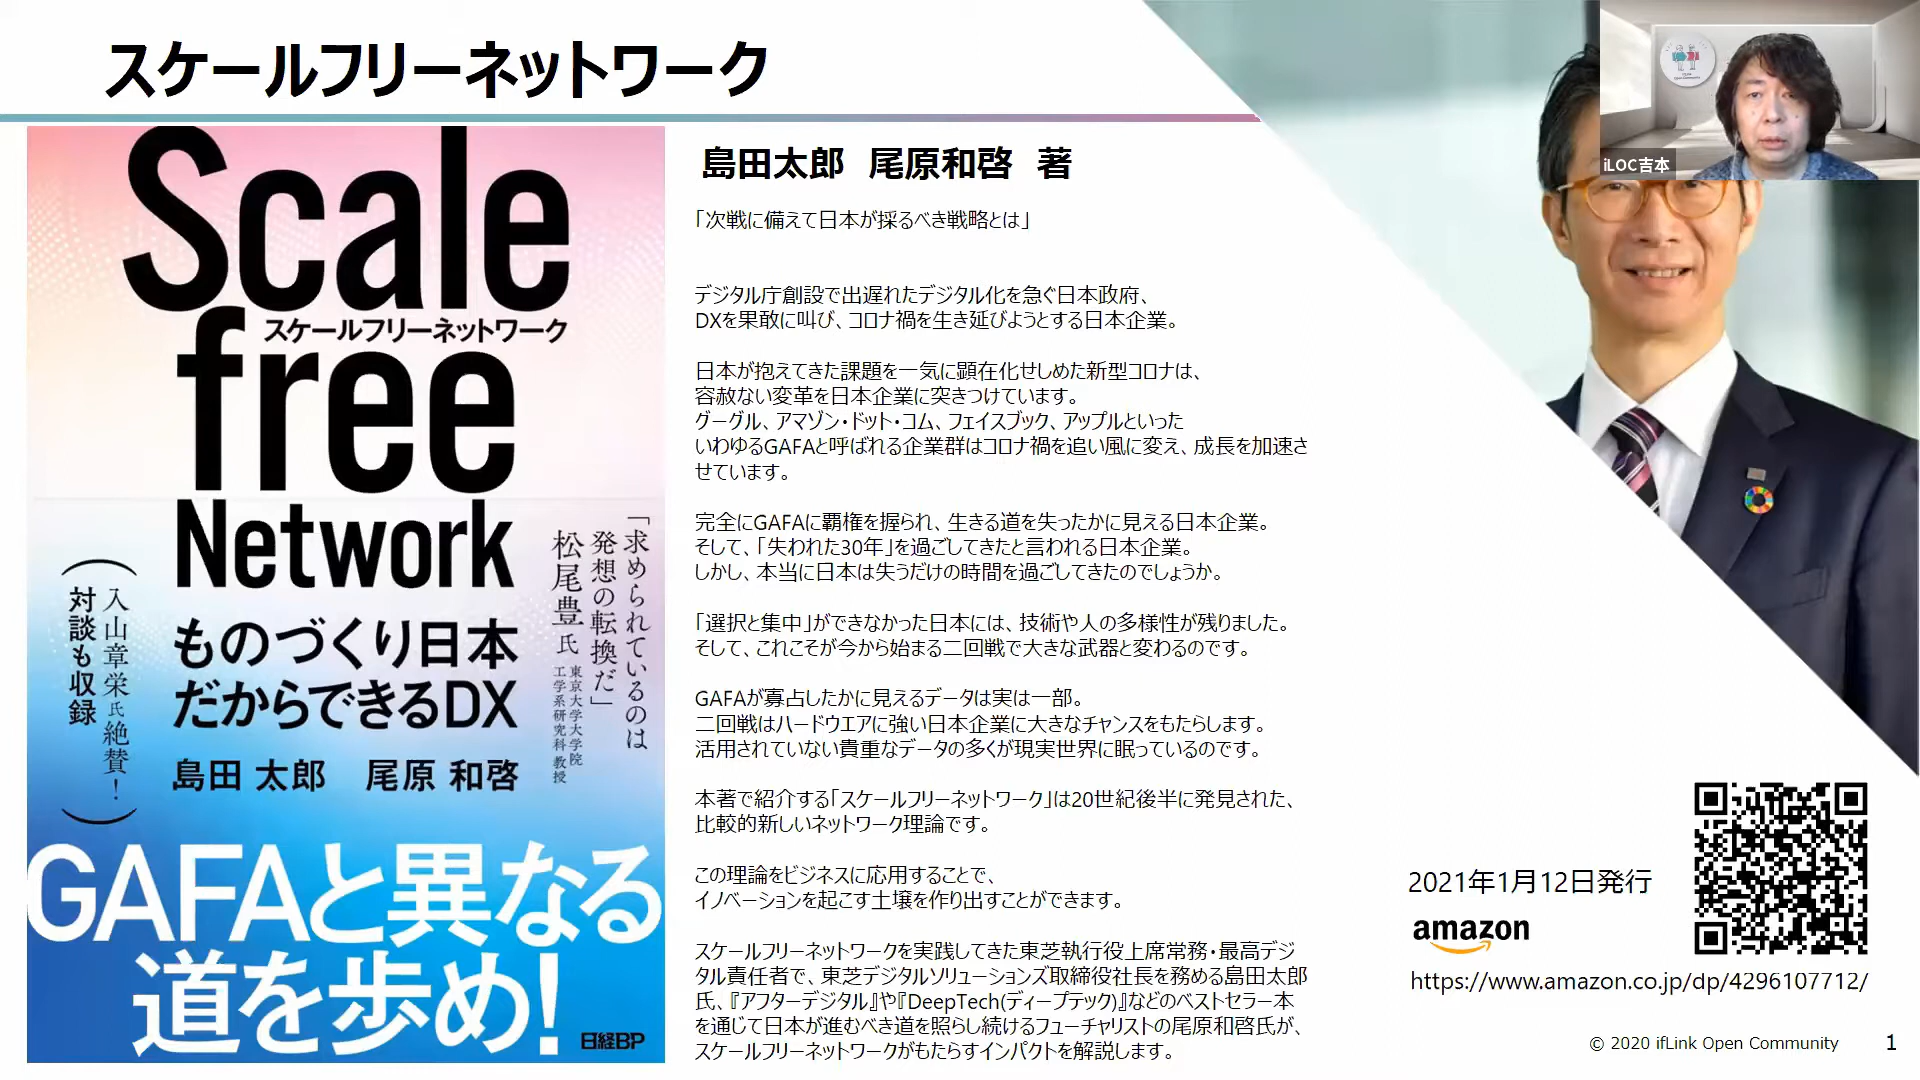 スケールフリーネットワーク
iLOC吉本
Scale
free
スケールフリーネットワーク
Network
「求められているのは
発想の転換だ」
松尾豊氏
東京大学大学院
工学系研究科 教授
入山章栄氏絶賛！
対談も収録
ものづくり日本
だからできるDX
島田 太郎　尾原 和啓
GAFAと異なる
道を歩め!
日経BP
島田太郎　尾原和啓　著
「次戦に備えて日本が採るべき戦略とは」
デジタル庁創設で出遅れたデジタル化を急ぐ日本政府、
DXを果敢に叫び、コロナ禍を生き延びようとする日本企業。
日本が抱えてきた課題を一気に顕在化せしめた新型コロナは、
容赦ない変革を日本企業に突きつけています。
グーグル、アマゾン・ドット・コム、フェイスブック、アップルといった
いわゆるGAFAと呼ばれる企業群はコロナ禍を追い風に変え、成長を加速さ
せています。
完全にGAFAに覇権を握られ、生きる道を失ったかに見える日本企業。
そして、「失われた30年」を過ごしてきたと言われる日本企業。
しかし、本当に日本は失うだけの時間を過ごしてきたのでしょうか。
「選択と集中」ができなかった日本には、技術や人の多様性が残りました。
そして、これこそが今から始まる二回戦で大きな武器と変わるのです。
GAFAが寡占したかに見えるデータは実は一部。
二回戦はハードウエアに強い日本企業に大きなチャンスをもたらします。
活用されていない貴重なデータの多くが現実世界に眠っているのです。
本著で紹介する「スケールフリーネットワーク」は20世紀後半に発見された、
比較的新しいネットワーク理論です。
この理論をビジネスに応用することで、
イノベーションを起こす土壌を作り出すことができます。
スケールフリーネットワークを実践してきた東芝執行役上席常務・最高デジ
タル責任者で、東芝デジタルソリューションズ取締役社長を務める島田太郎
氏、『アフターデジタル』や『DeepTech(ディープテック)』などのベストセラー本
を通じて日本が進むべき道を照らし続けるフューチャリストの尾原和啓氏が、
スケールフリーネットワークがもたらすインパクトを解説します。
2021年1月12日発行
amazon
https://www.amazon.co.jp/dp/4296107712/
© 2020 ifLink Open Community
1